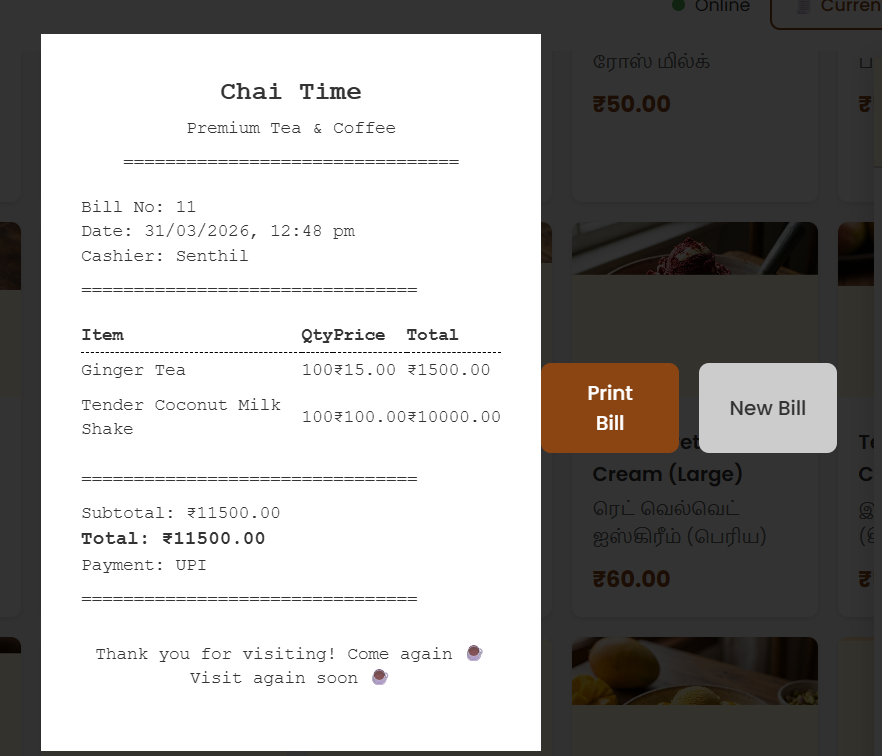 Online
Curren
Chai Time
Premium Tea & Coffee
================================
Bill No: 11
Date: 31/03/2026, 12:48 pm
Cashier: Senthil
================================
Item QtyPrice Total
Ginger Tea 100₹15.00 ₹1500.00
Tender Coconut Milk
Shake 100₹100.00₹10000.00
================================
Subtotal: ₹11500.00
Total: ₹11500.00
Payment: UPI
================================
Thank you for visiting! Come again ☕
Visit again soon ☕
ரோஸ் மில்க்
₹50.00
Print
Bill
New Bill
Cream (Large)
ரெட் வெல்வெட்
ஐஸ்கிரீம் (பெரிய)
₹60.00